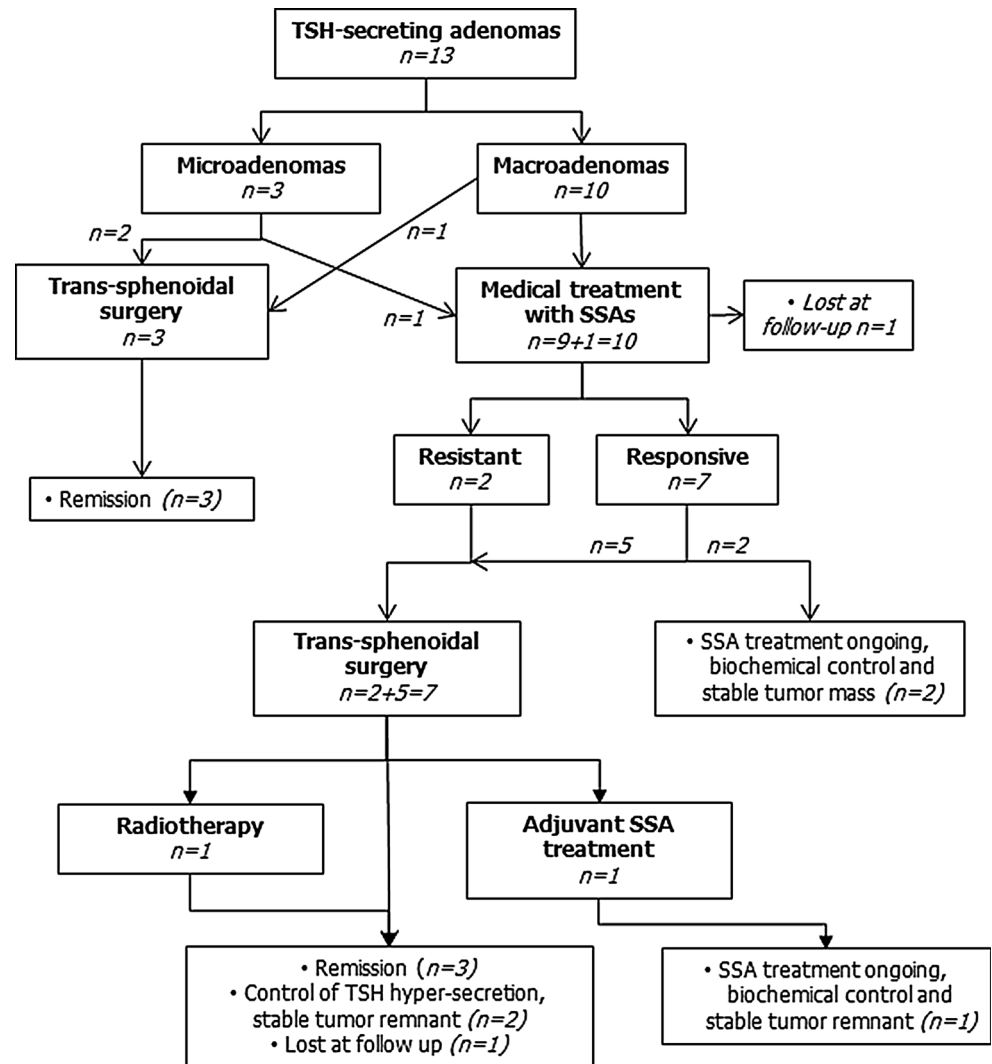 TSH-secreting adenomas
n=13
Microadenomas
n=3
Macroadenomas
n=10
n=2
n=1
Trans-sphenoidal
surgery
n=3
n=1
Medical treatment
with SSAs
n=9+1=10
• Lost at
follow-up n=1
Resistant
n=2
Responsive
n=7
• Remission (n=3)
n=5
n=2
Trans-sphenoidal
surgery
n=2+5=7
• SSA treatment ongoing,
biochemical control and
stable tumor mass (n=2)
Radiotherapy
n=1
Adjuvant SSA
treatment
n=1
• Remission (n=3)
• Control of TSH hyper-secretion,
stable tumor remnant (n=2)
• Lost at follow up (n=1)
• SSA treatment ongoing,
biochemical control and
stable tumor remnant (n=1)